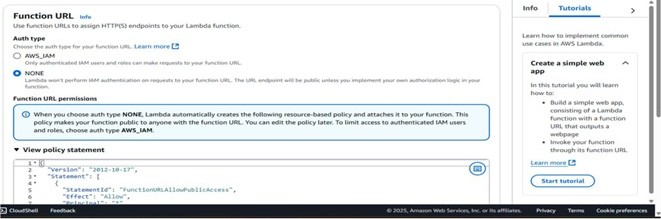 Function URL Info
Use function URLs to assign HTTP(S) endpoints to your Lambda function.
Auth type
Choose the auth type for your function URL. Learn more
AWS_IAM
Only authenticated IAM users and roles can make requests to your function URL.
NONE
Lambda won't perform IAM authentication on requests to your function URL. The URL endpoint will be public unless you implement your own authorization logic in your
function.
Function URL permissions
When you choose auth type NONE, Lambda automatically creates the following resource-based policy and attaches it to your function. This
policy makes your function public to anyone with the function URL. You can edit the policy later. To limit access to authenticated IAM users
and roles, choose auth type AWS_IAM.
View policy statement
1 {
2 "Version": "2012-10-17",
3 "Statement": [
4 {
5 "StatementId": "FunctionURLAllowPublicAccess",
6 "Effect": "Allow",
7 "Principal": "*",
Info
Tutorials
Learn how to implement common
use cases in AWS Lambda.
Create a simple web
app
In this tutorial you will learn
how to:
• Build a simple web app,
consisting of a Lambda
function with a function
URL that outputs a
webpage
• Invoke your function
through its function URL
Learn more
Start tutorial
CloudShell Feedback © 2025, Amazon Web Services, Inc. or its affiliates. Privacy Terms Cookie preferences